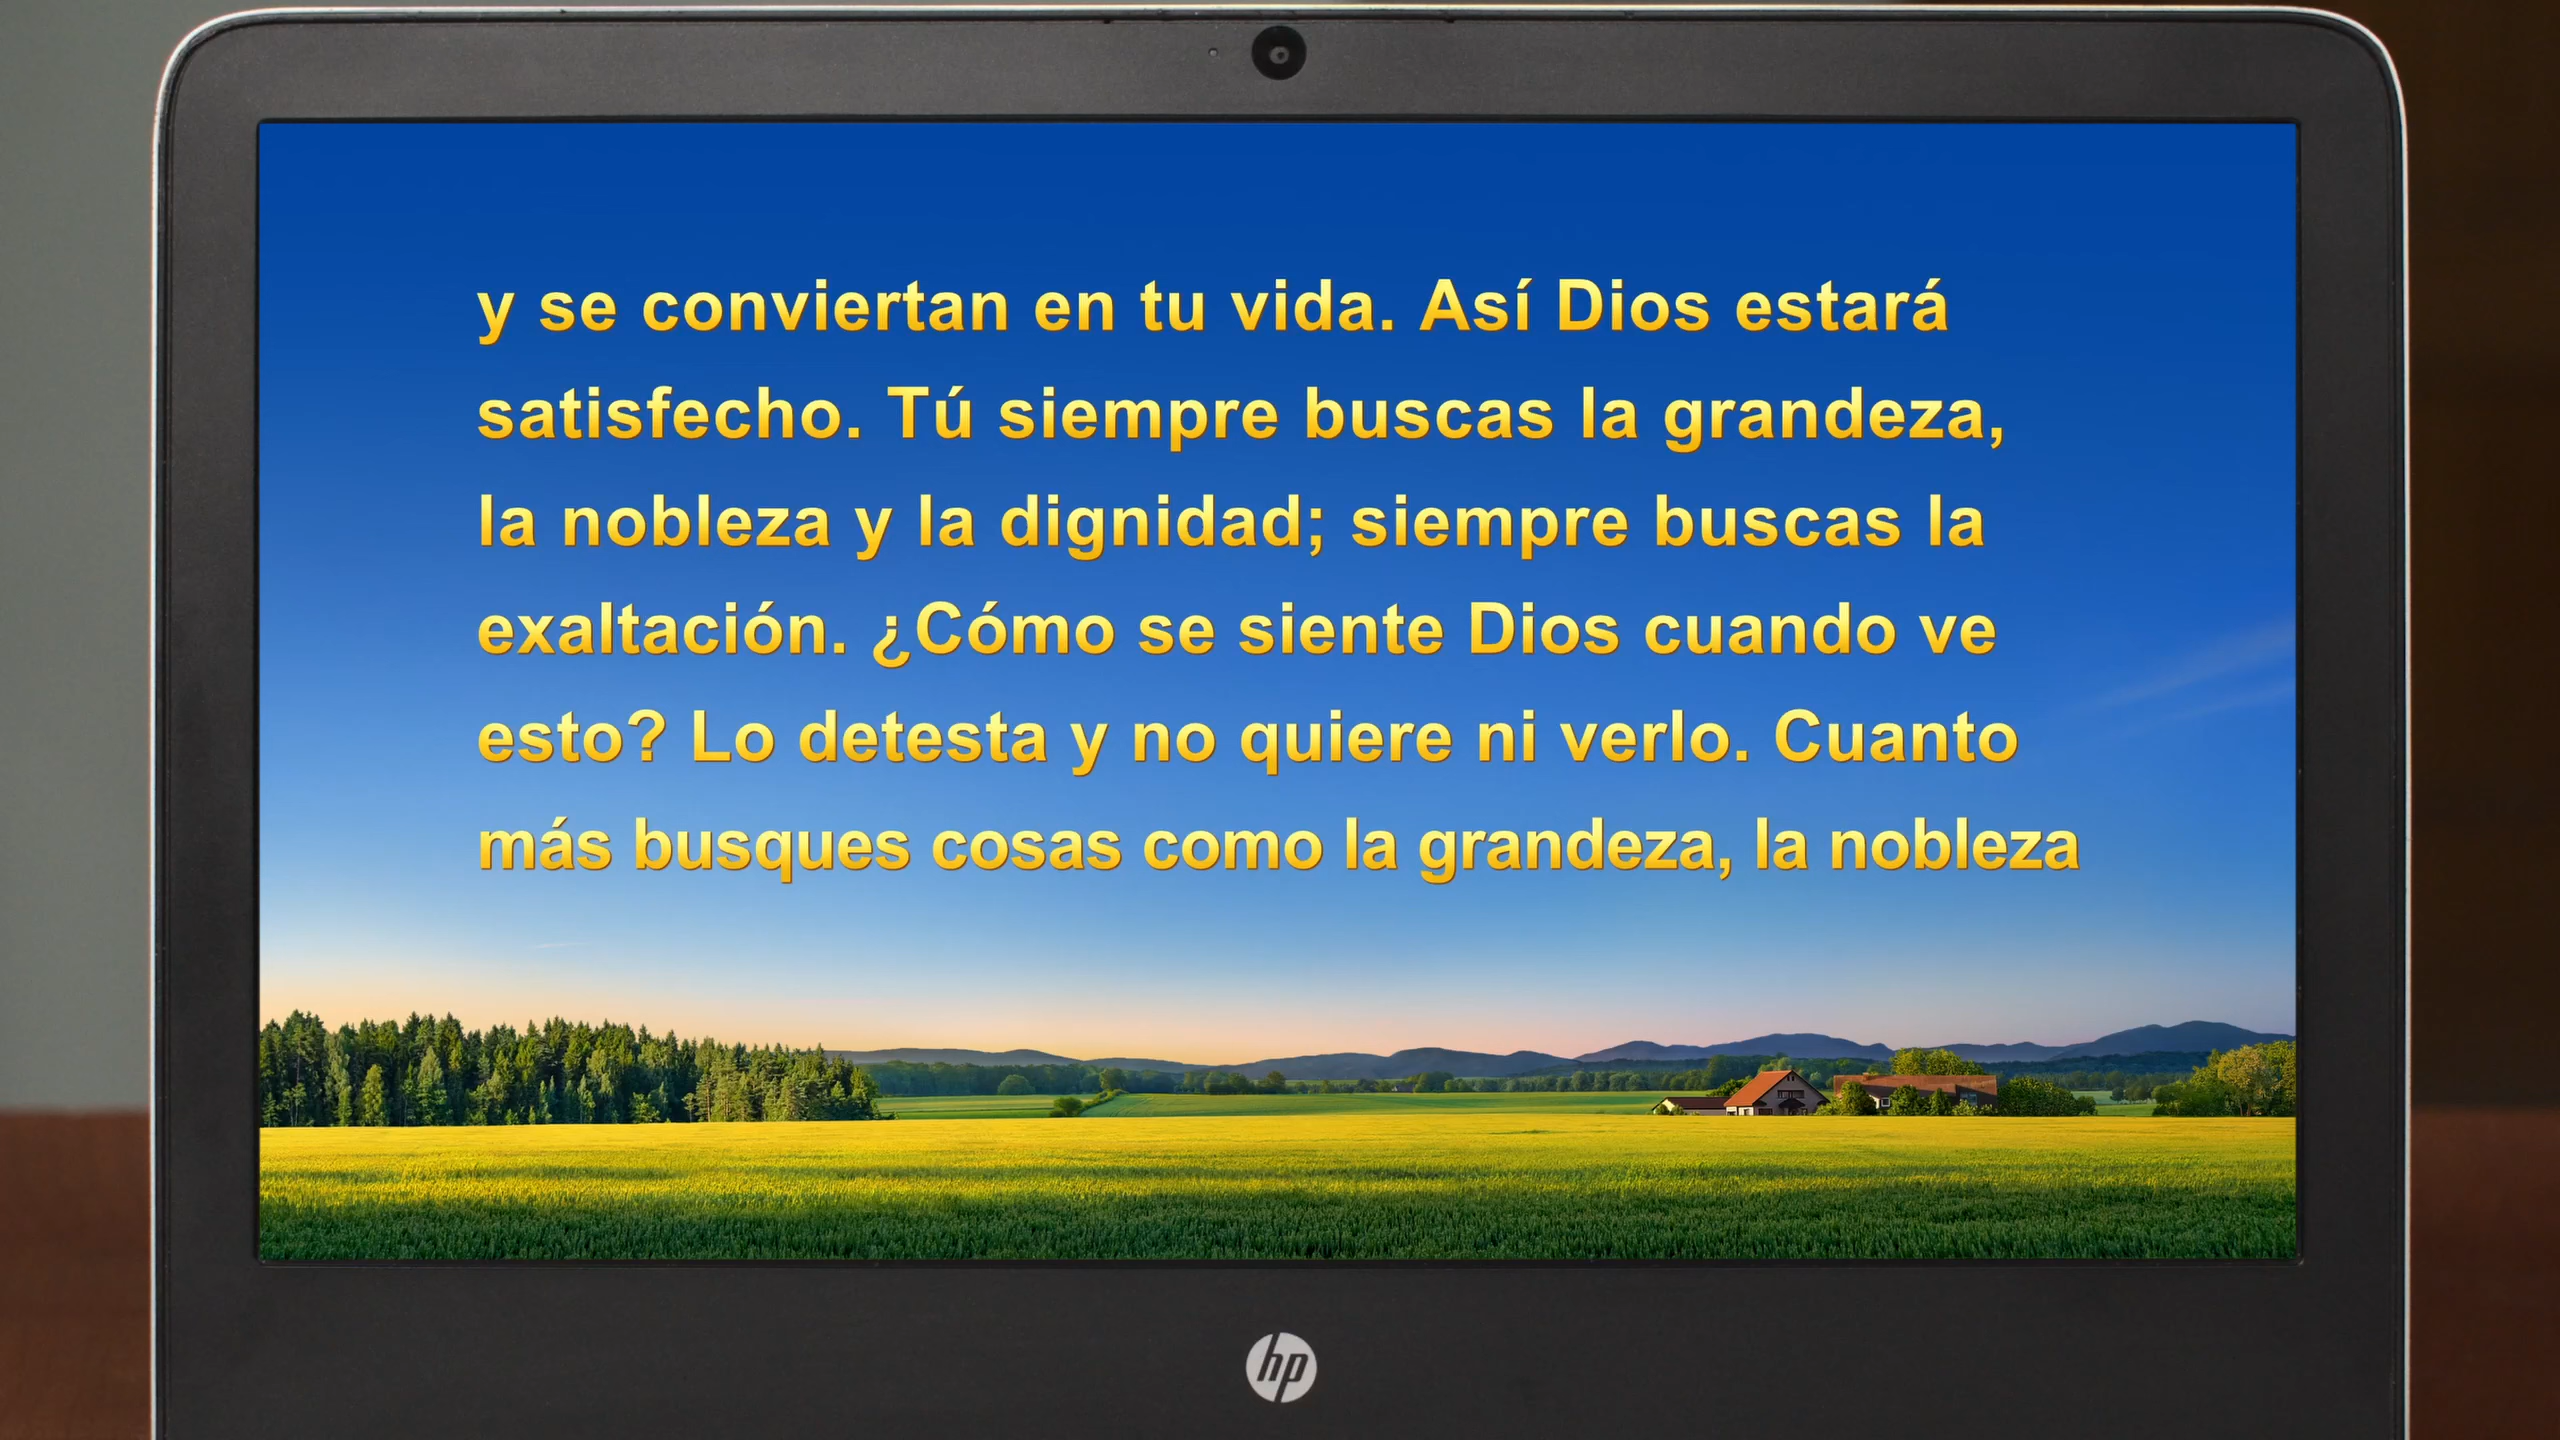 y se conviertan en tu vida. Así Dios estará
satisfecho. Tú siempre buscas la grandeza,
la nobleza y la dignidad; siempre buscas la
exaltación. ¿Cómo se siente Dios cuando ve
esto? Lo detesta y no quiere ni verlo. Cuanto
más busques cosas como la grandeza, la nobleza
hp